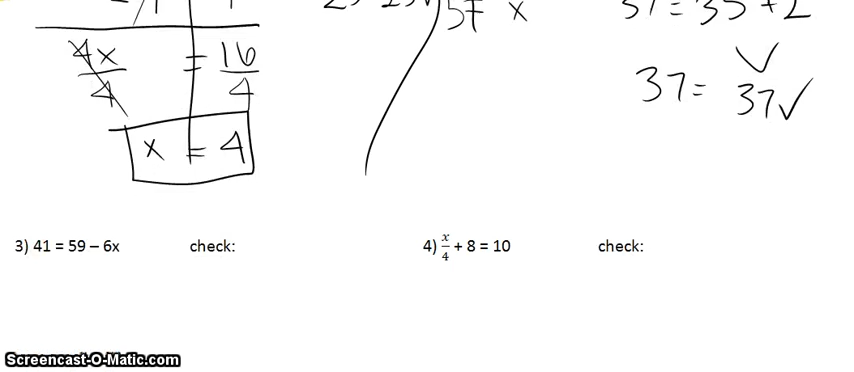 37 = 35 + 2
4x = 16
4 4
5 = x
37 = 37✓
x = 4
3) 41 = 59 – 6x check: 4) x/4 + 8 = 10 check:
Screencast-O-Matic.com